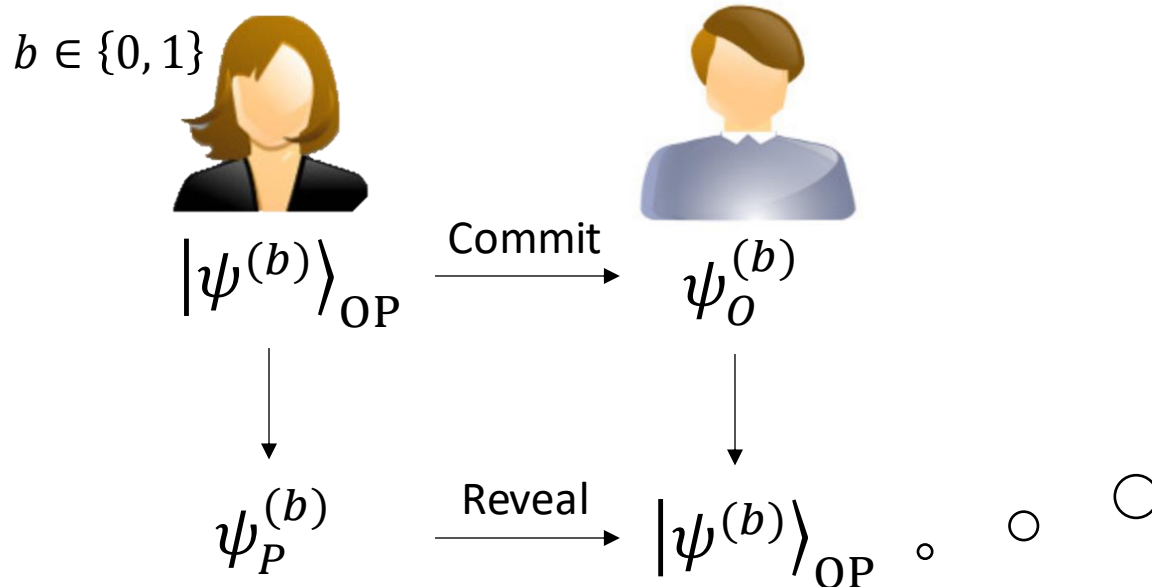 b ∈ {0, 1}
|ψ^(b)⟩_OP
Commit
ψ_O^(b)
ψ_P^(b)
Reveal
|ψ^(b)⟩_OP